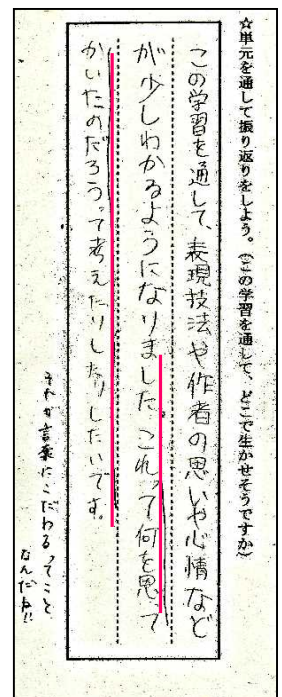 ☆単元を通して振り返りをしよう。(この学習を通して、どこで生かせそうですか)
この学習を通して、表現技法や作者の思いや心情など
が少しわかるようになりました。これって何を思って
かいたのだろうって考えたりしたりしたいです。
それが言葉にこだわるってこと
なんだね!!